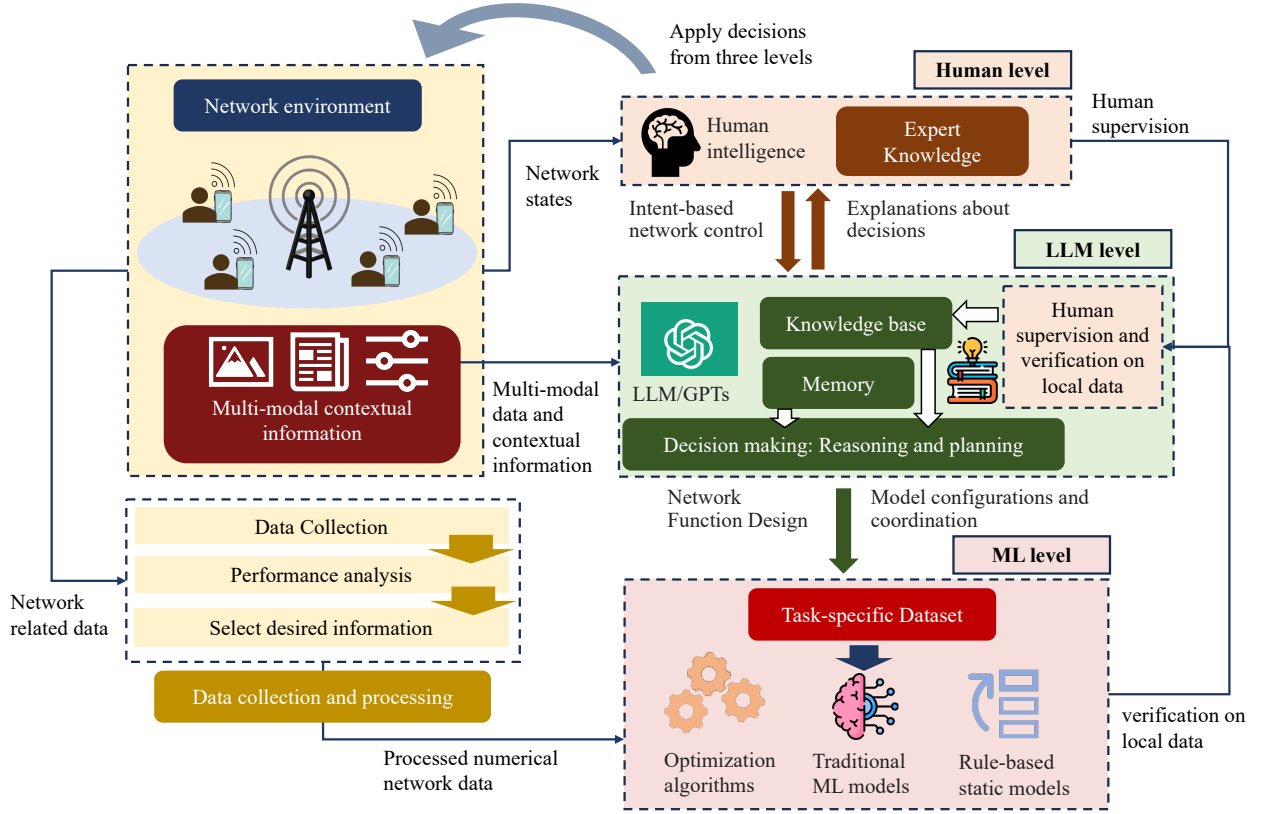 Apply decisions
from three levels
Human level
Network environment
Human
intelligence
Expert
Knowledge
Human
supervision
Network
states
Intent-based
network control
Explanations about
decisions
LLM level
LLM/GPTs
Knowledge base
Memory
Human
supervision and
verification on
local data
Decision making: Reasoning and planning
Multi-modal contextual
information
Multi-modal
data and
contextual
information
Network
Function Design
Model configurations and
coordination
ML level
Data Collection
Performance analysis
Select desired information
Network
related data
Data collection and processing
Processed numerical
network data
Task-specific Dataset
Optimization
algorithms
Traditional
ML models
Rule-based
static models
verification on
local data